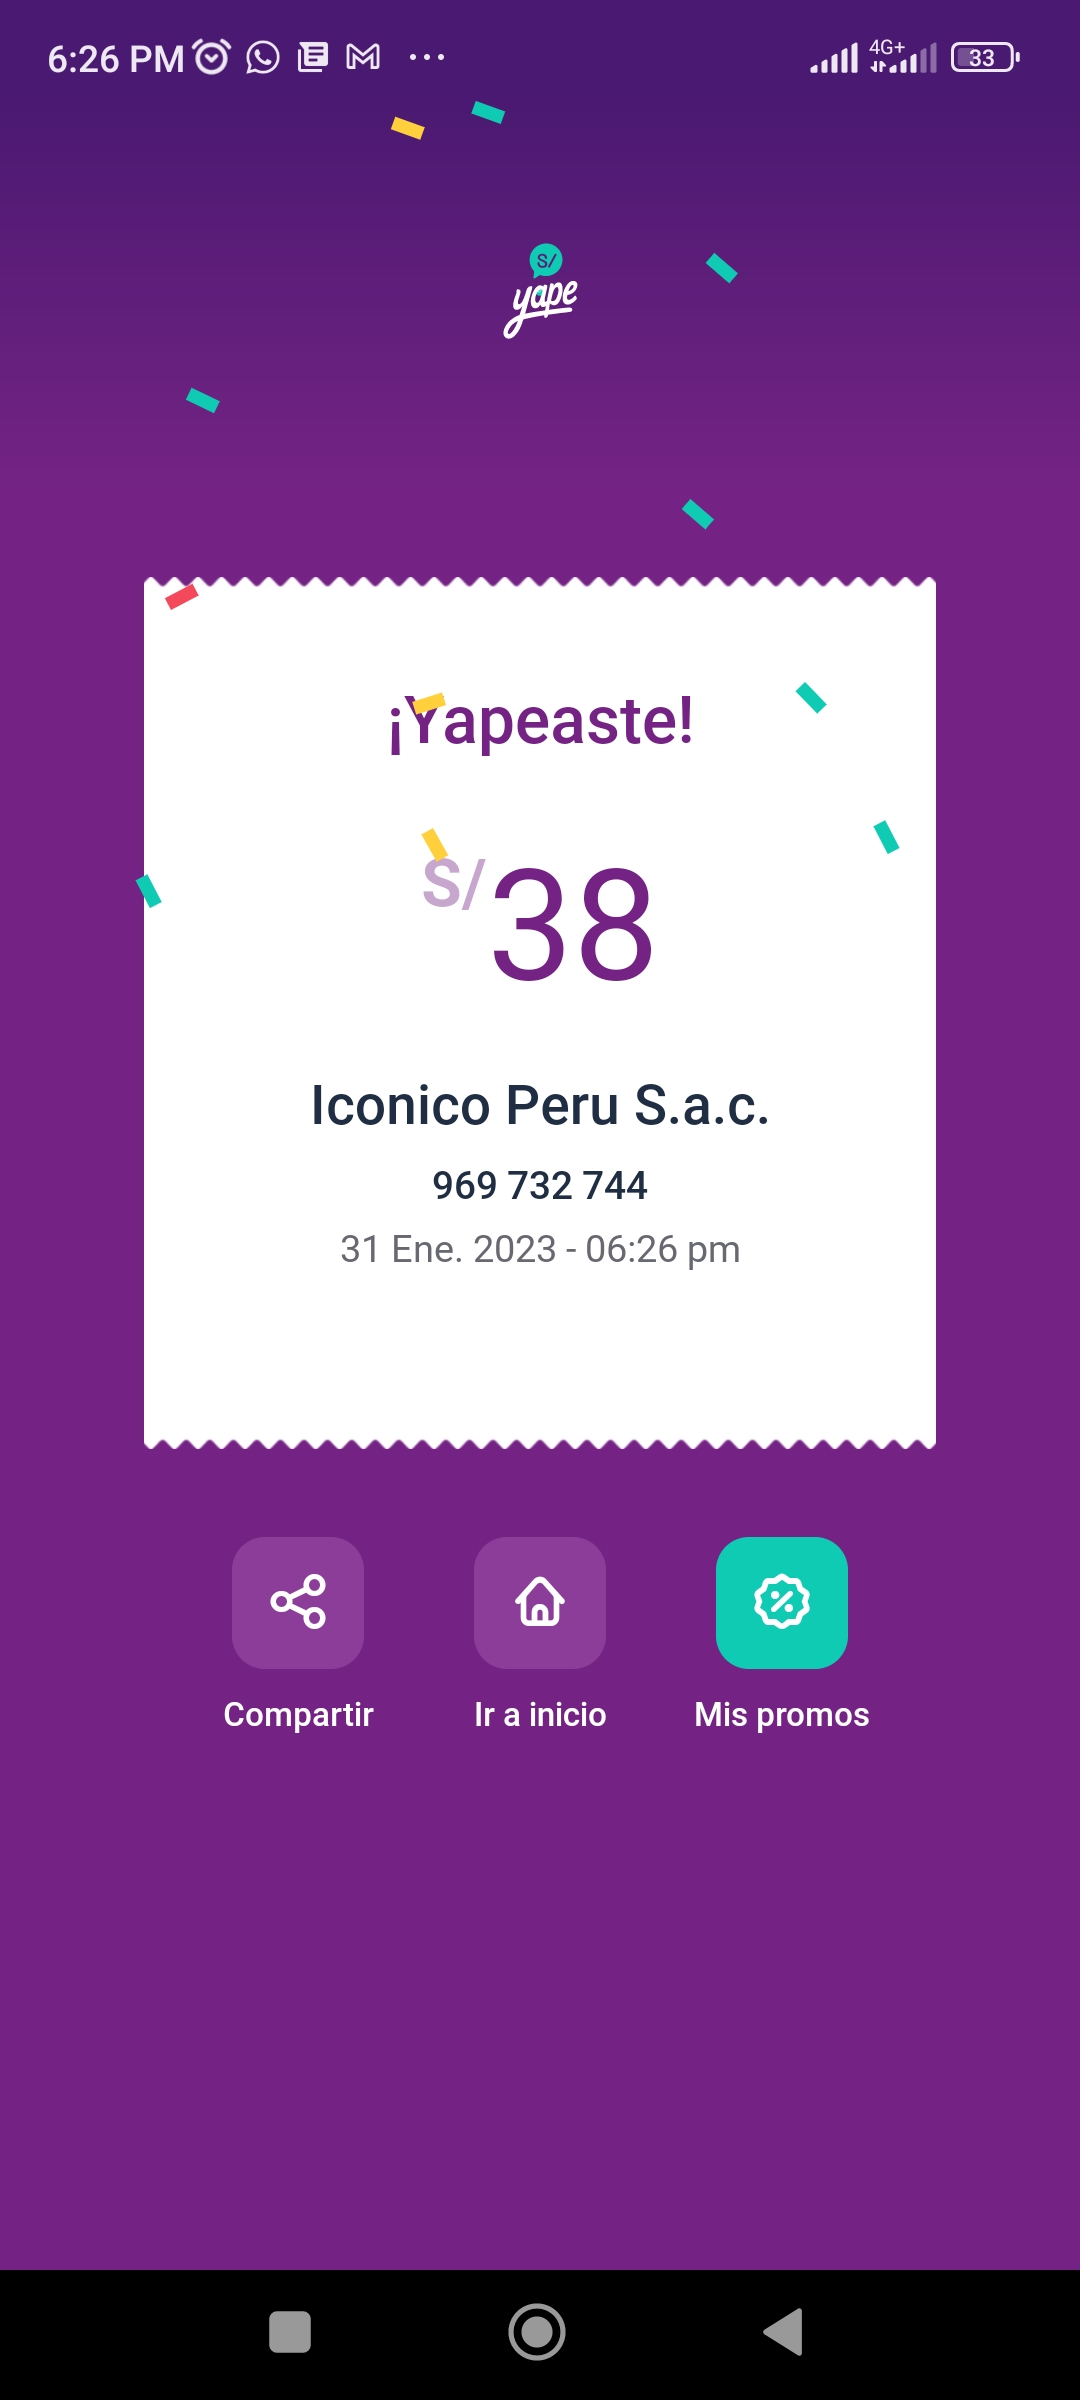 6:26 PM
4G+
33
S/
yape
¡Yapeaste!
S/38
Iconico Peru S.a.c.
969 732 744
31 Ene. 2023 - 06:26 pm
Compartir
Ir a inicio
Mis promos